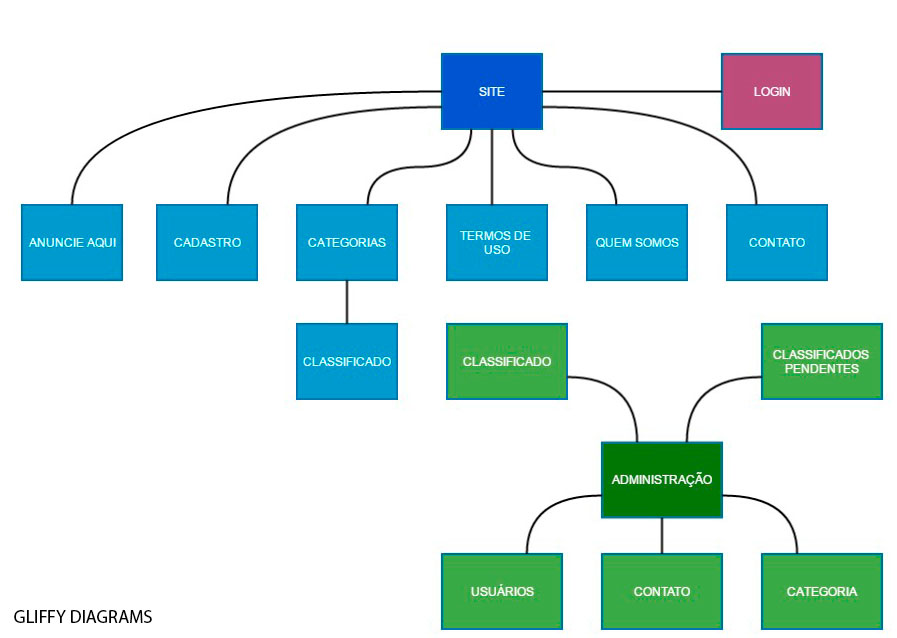 SITE
LOGIN
ANUNCIE AQUI
CADASTRO
CATEGORIAS
TERMOS DE
USO
QUEM SOMOS
CONTATO
CLASSIFICADO
CLASSIFICADO
CLASSIFICADOS
PENDENTES
ADMINISTRAÇÃO
USUÁRIOS
CONTATO
CATEGORIA
GLIFFY DIAGRAMS